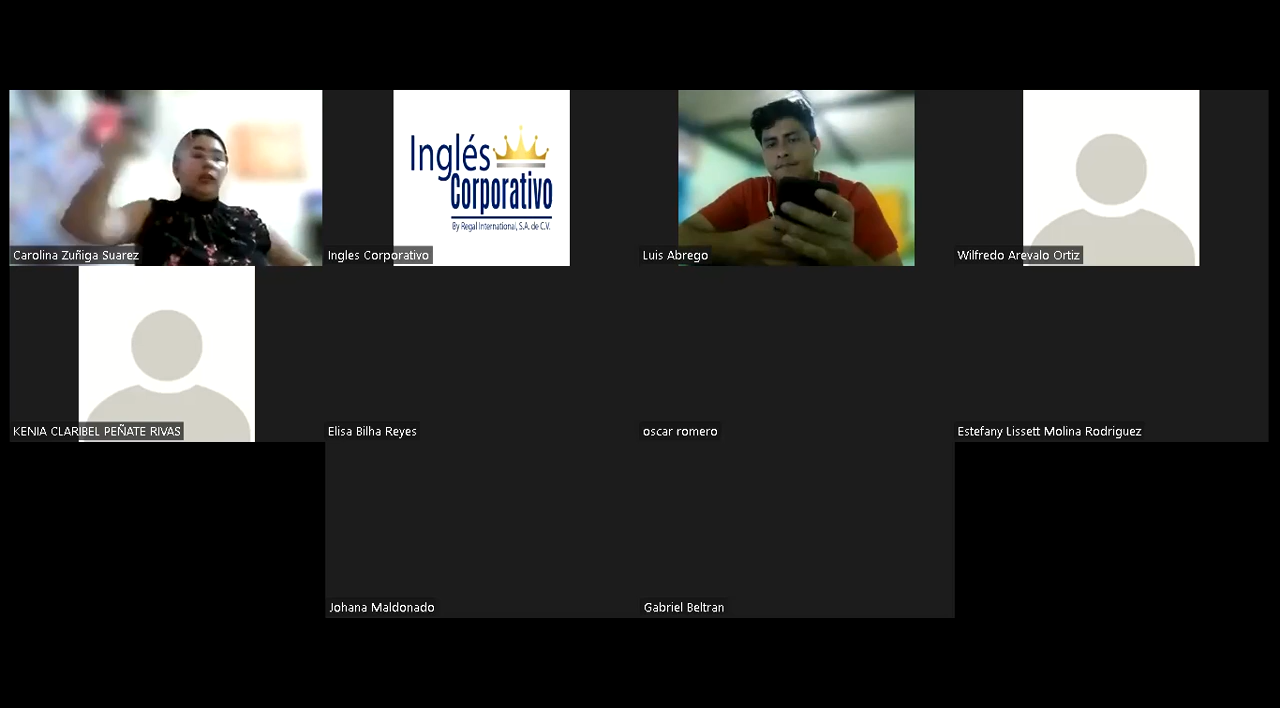 Inglés
Corporativo
By Regal International, S.A. de C.V.
Carolina Zuñiga Suarez
Ingles Corporativo
Luis Abrego
Wilfredo Arevalo Ortiz
KENIA CLARIBEL PEÑATE RIVAS
Elisa Bilha Reyes
oscar romero
Estefany Lissett Molina Rodriguez
Johana Maldonado
Gabriel Beltran